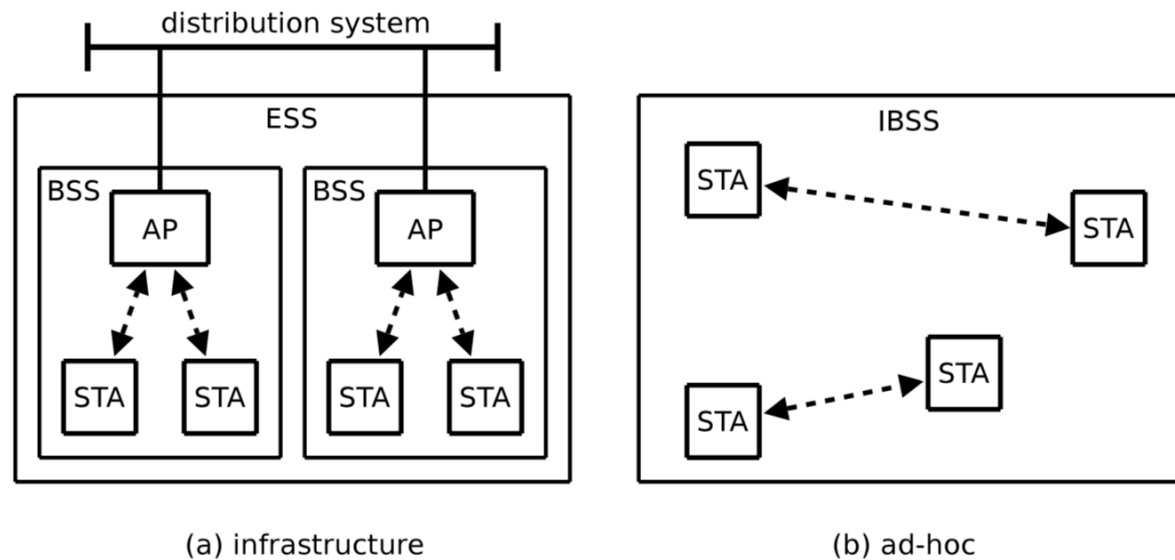 distribution system
ESS
BSS
AP
STA
STA
BSS
AP
STA
STA
(a) infrastructure
IBSS
STA
STA
STA
STA
(b) ad-hoc